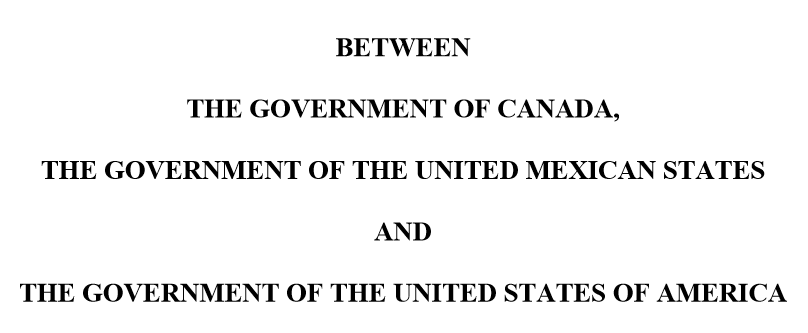 BETWEEN
THE GOVERNMENT OF CANADA,
THE GOVERNMENT OF THE UNITED MEXICAN STATES
AND
THE GOVERNMENT OF THE UNITED STATES OF AMERICA